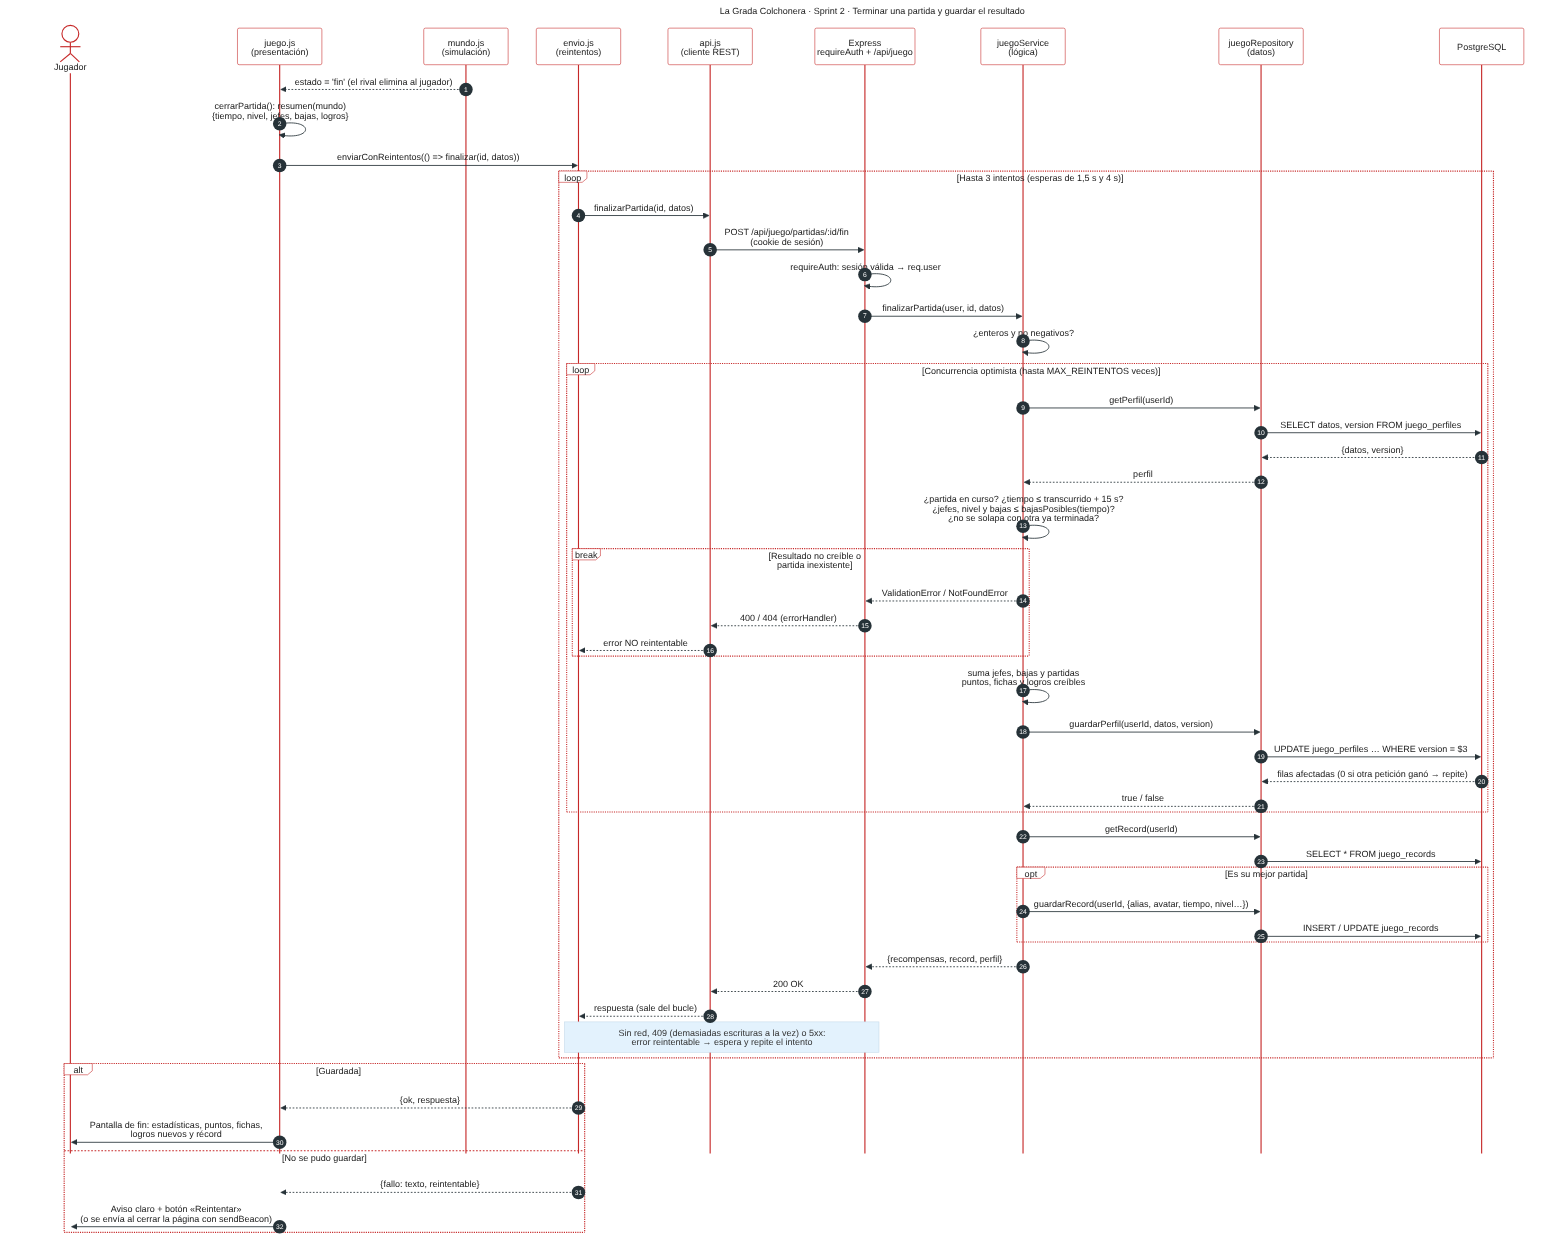 La Grada Colchonera · Sprint 2 · Terminar una partida y guardar el resultado
Jugador
juego.js
(presentación)
mundo.js
(simulación)
envio.js
(reintentos)
api.js
(cliente REST)
Express
requireAuth + /api/juego
juegoService
(lógica)
juegoRepository
(datos)
PostgreSQL
estado = 'fin' (el rival elimina al jugador)
1
cerrarPartida(): resumen(mundo)
{tiempo, nivel, jefes, bajas, logros}
2
enviarConReintentos(() => finalizar(id, datos))
3
loop
[Hasta 3 intentos (esperas de 1,5 s y 4 s)]
finalizarPartida(id, datos)
4
POST /api/juego/partidas/:id/fin
(cookie de sesión)
5
requireAuth: sesión válida → req.user
6
finalizarPartida(user, id, datos)
7
¿enteros y no negativos?
8
loop
[Concurrencia optimista (hasta MAX_REINTENTOS veces)]
getPerfil(userId)
9
SELECT datos, version FROM juego_perfiles
10
{datos, version}
11
perfil
12
¿partida en curso? ¿tiempo ≤ transcurrido + 15 s?
¿jefes, nivel y bajas ≤ bajasPosibles(tiempo)?
¿no se solapa con otra ya terminada?
13
break
[Resultado no creíble o
partida inexistente]
ValidationError / NotFoundError
14
400 / 404 (errorHandler)
15
error NO reintentable
16
suma jefes, bajas y partidas
puntos, fichas y logros creíbles
17
guardarPerfil(userId, datos, version)
18
UPDATE juego_perfiles … WHERE version = $3
19
filas afectadas (0 si otra petición ganó → repite)
20
true / false
21
getRecord(userId)
22
SELECT * FROM juego_records
23
opt
[Es su mejor partida]
guardarRecord(userId, {alias, avatar, tiempo, nivel…})
24
INSERT / UPDATE juego_records
25
{recompensas, record, perfil}
26
200 OK
27
respuesta (sale del bucle)
28
Sin red, 409 (demasiadas escrituras a la vez) o 5xx:
error reintentable → espera y repite el intento
alt
[Guardada]
{ok, respuesta}
29
Pantalla de fin: estadísticas, puntos, fichas,
logros nuevos y récord
30
[No se pudo guardar]
{fallo: texto, reintentable}
31
Aviso claro + botón «Reintentar»
(o se envía al cerrar la página con sendBeacon)
32